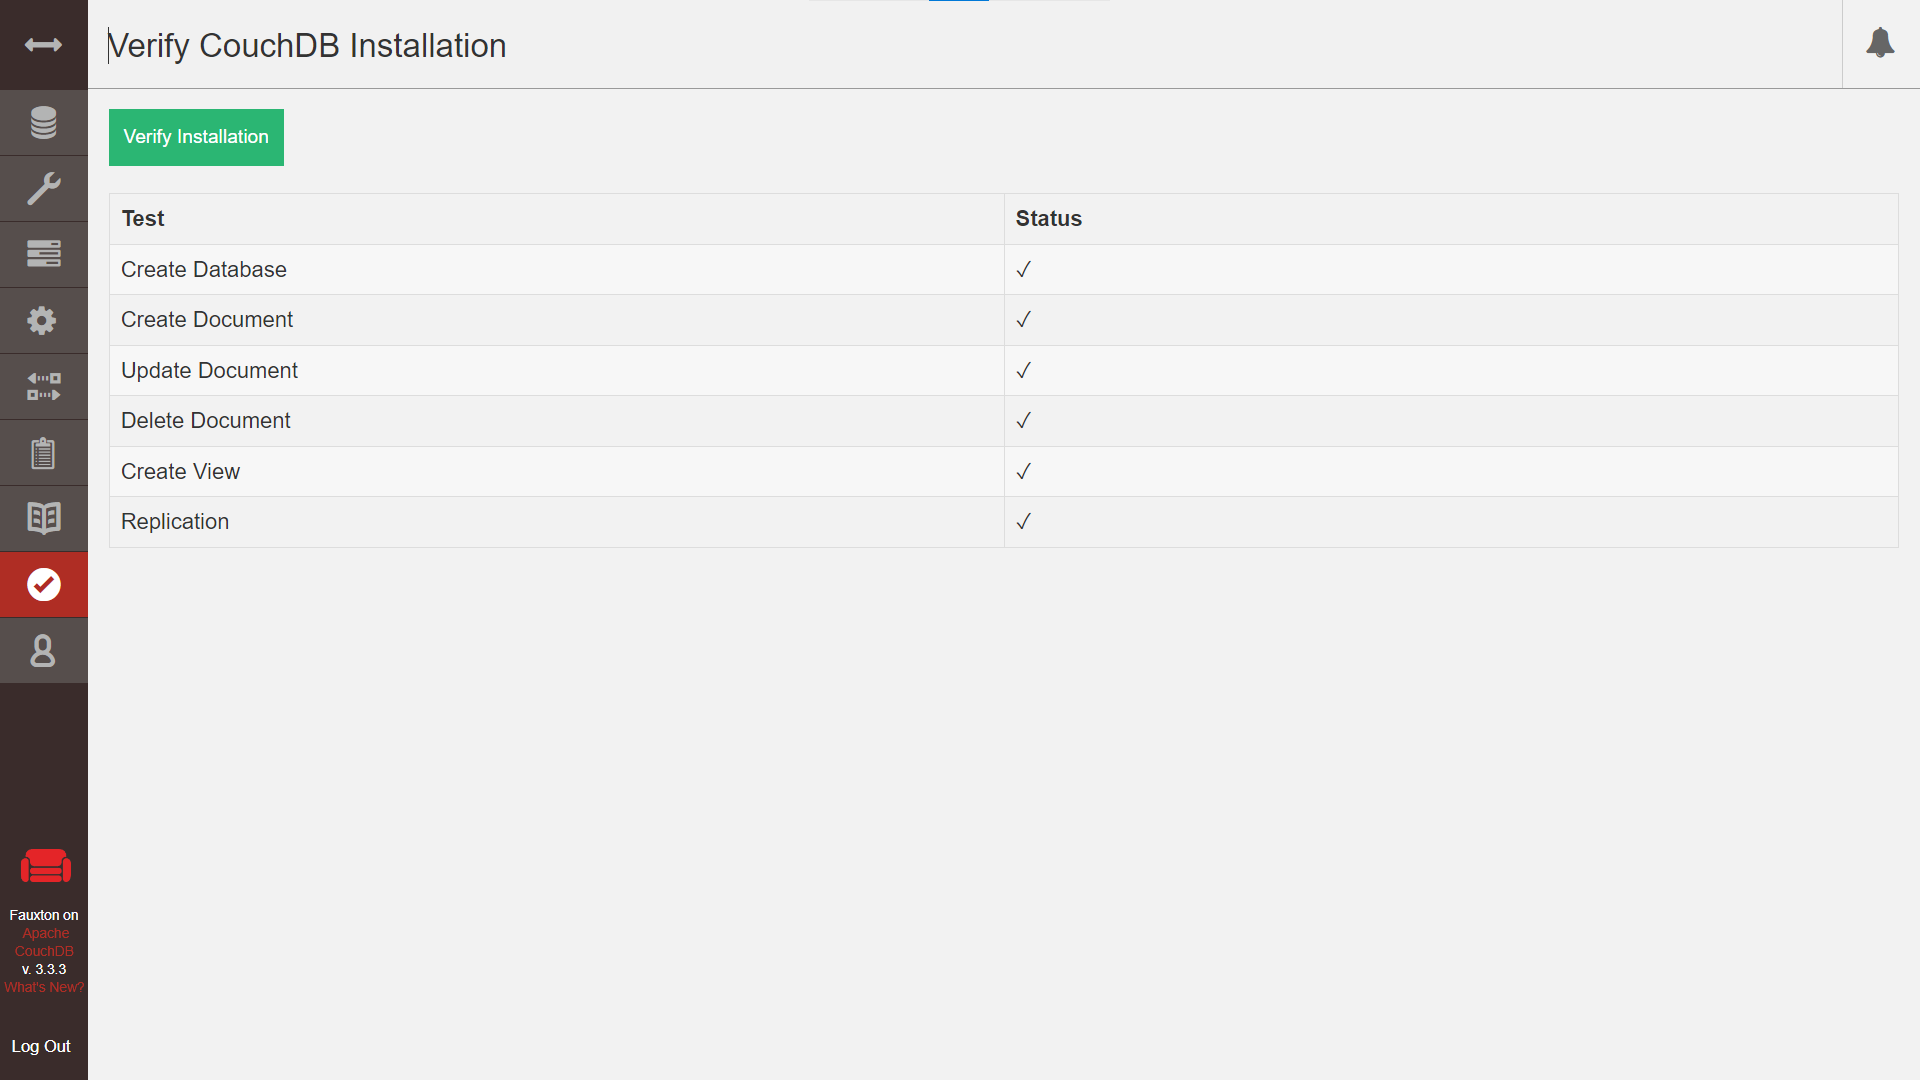 Verify CouchDB Installation
Verify Installation
Test Status
Create Database ✓
Create Document ✓
Update Document ✓
Delete Document ✓
Create View ✓
Replication ✓
Fauxton on
Apache
CouchDB
v. 3.3.3
What's New?
Log Out